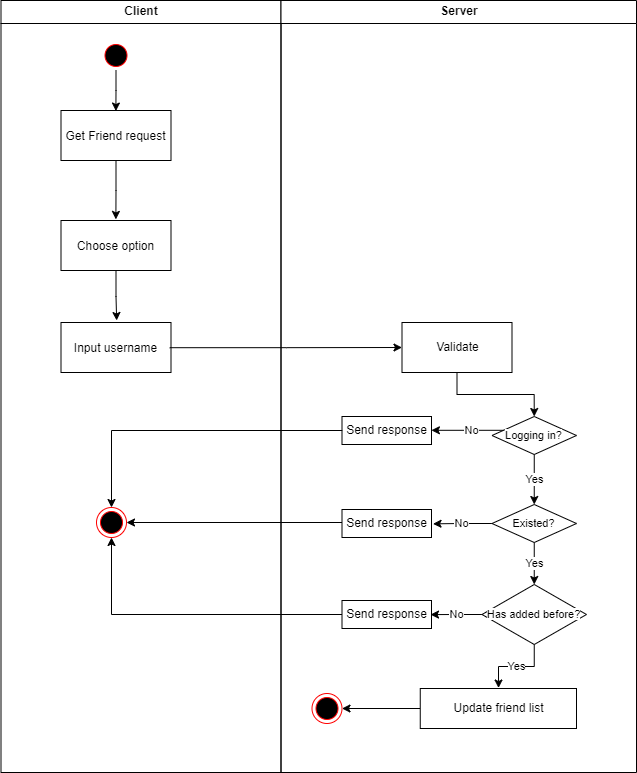 Client
Server
Get Friend request
Choose option
Input username
Validate
Send response
No
Logging in?
Yes
Send response
No
Existed?
Yes
Send response
No
Has added before?
Yes
Update friend list